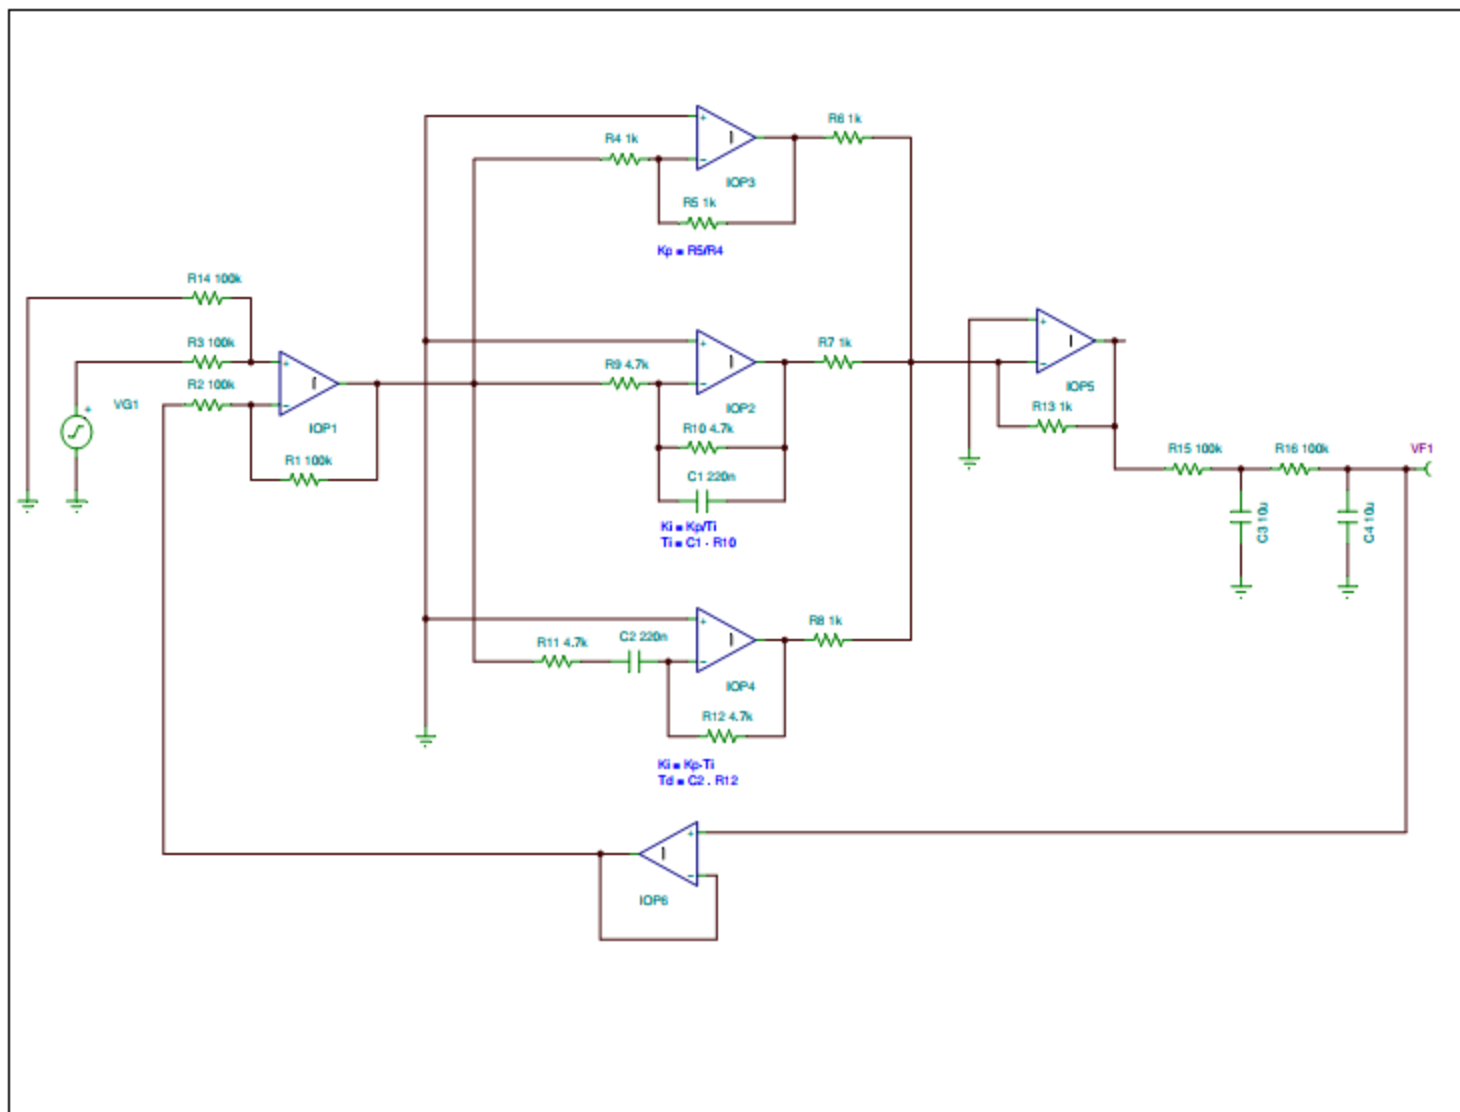 R6 1k
R4 1k
IOP3
R5 1k
Kp = R5/R4
R14 100k
R3 100k
R2 100k
VG1
IOP1
R1 100k
R9 4.7k
IOP2
R7 1k
R10 4.7k
C1 220n
Ki = Kp/Ti
Ti = C1 - R10
IOP5
R13 1k
R15 100k
R16 100k
VF1
C3 10u
C4 10u
R8 1k
R11 4.7k
C2 220n
IOP4
R12 4.7k
Ki = Kp-Ti
Td = C2 . R12
IOP6